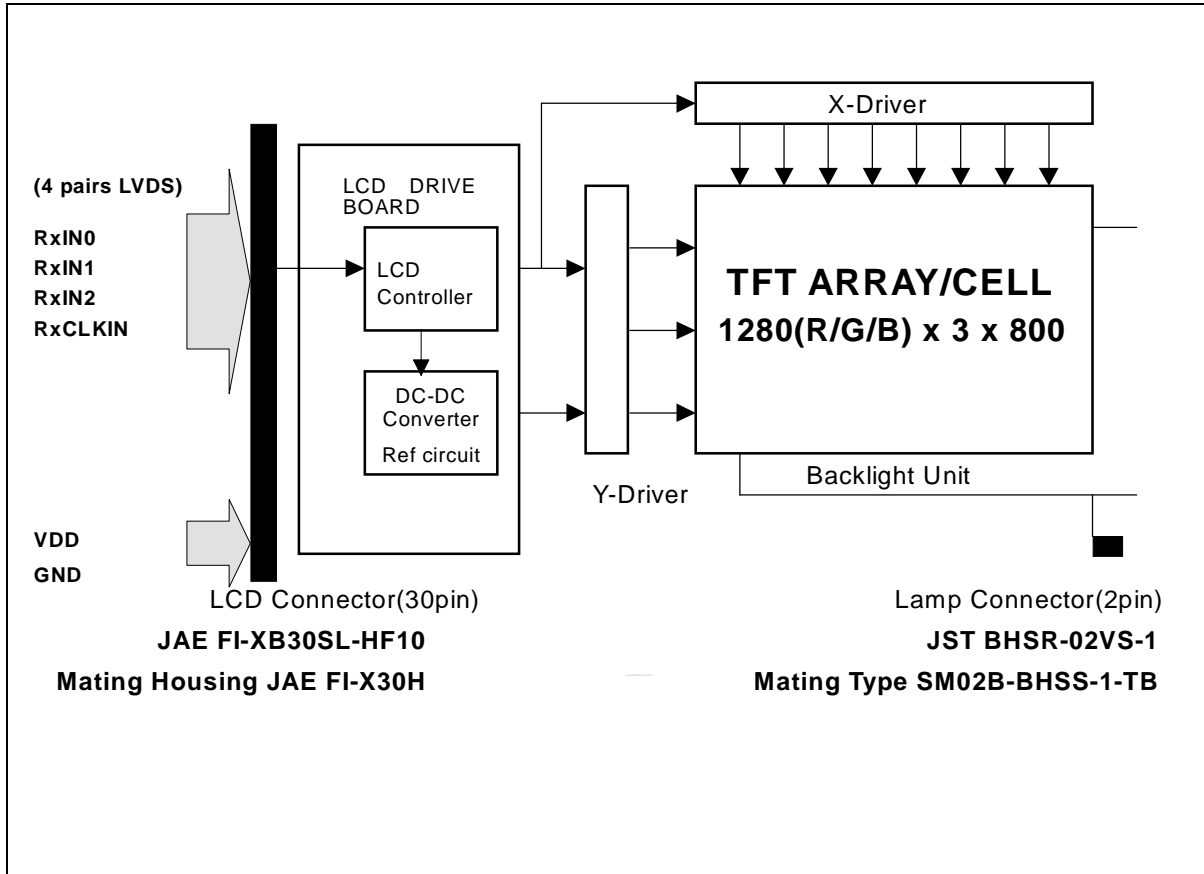 X-Driver
(4 pairs LVDS)
RxIN0
RxIN1
RxIN2
RxCLKIN
LCD DRIVE
BOARD
LCD
Controller
DC-DC
Converter
Ref circuit
TFT ARRAY/CELL
1280(R/G/B) x 3 x 800
Y-Driver
Backlight Unit
VDD
GND
LCD Connector(30pin)
JAE FI-XB30SL-HF10
Mating Housing JAE FI-X30H
Lamp Connector(2pin)
JST BHSR-02VS-1
Mating Type SM02B-BHSS-1-TB